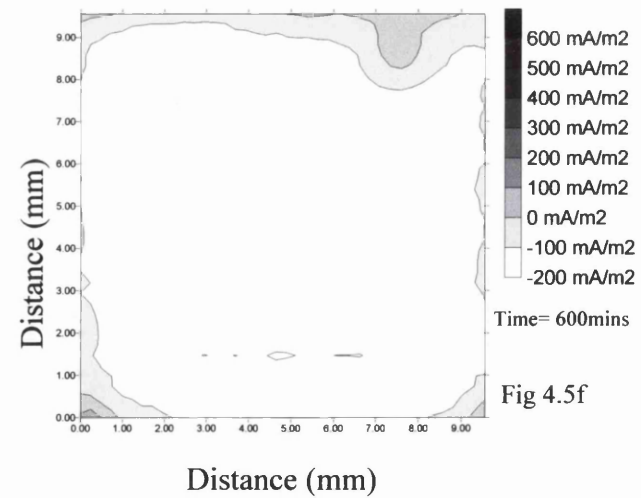 9.00
8.00
7.00
6.00
5.00
4.00
3.00
2.00
1.00
0.00
0.00 1.00 2.00 3.00 4.00 5.00 6.00 7.00 8.00 9.00
Distance (mm)
Distance (mm)
600 mA/m2
500 mA/m2
400 mA/m2
300 mA/m2
200 mA/m2
100 mA/m2
0 mA/m2
-100 mA/m2
-200 mA/m2
Time= 600mins
Fig 4.5f